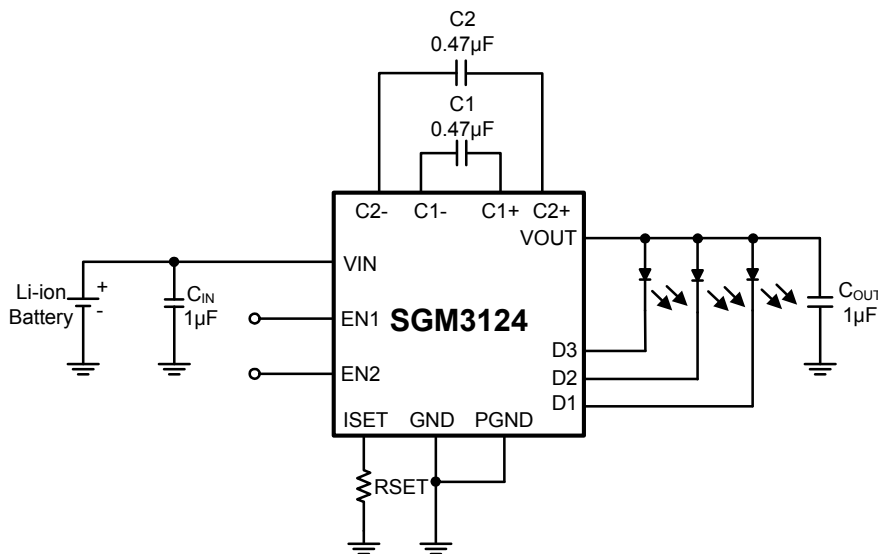 C2
0.47µF
C1
0.47µF
C2-
C1-
C1+
C2+
VOUT
VIN
Li-ion
Battery
+
-
CIN
1µF
EN1
SGM3124
COUT
1µF
D3
EN2
D2
D1
ISET
GND
PGND
RSET